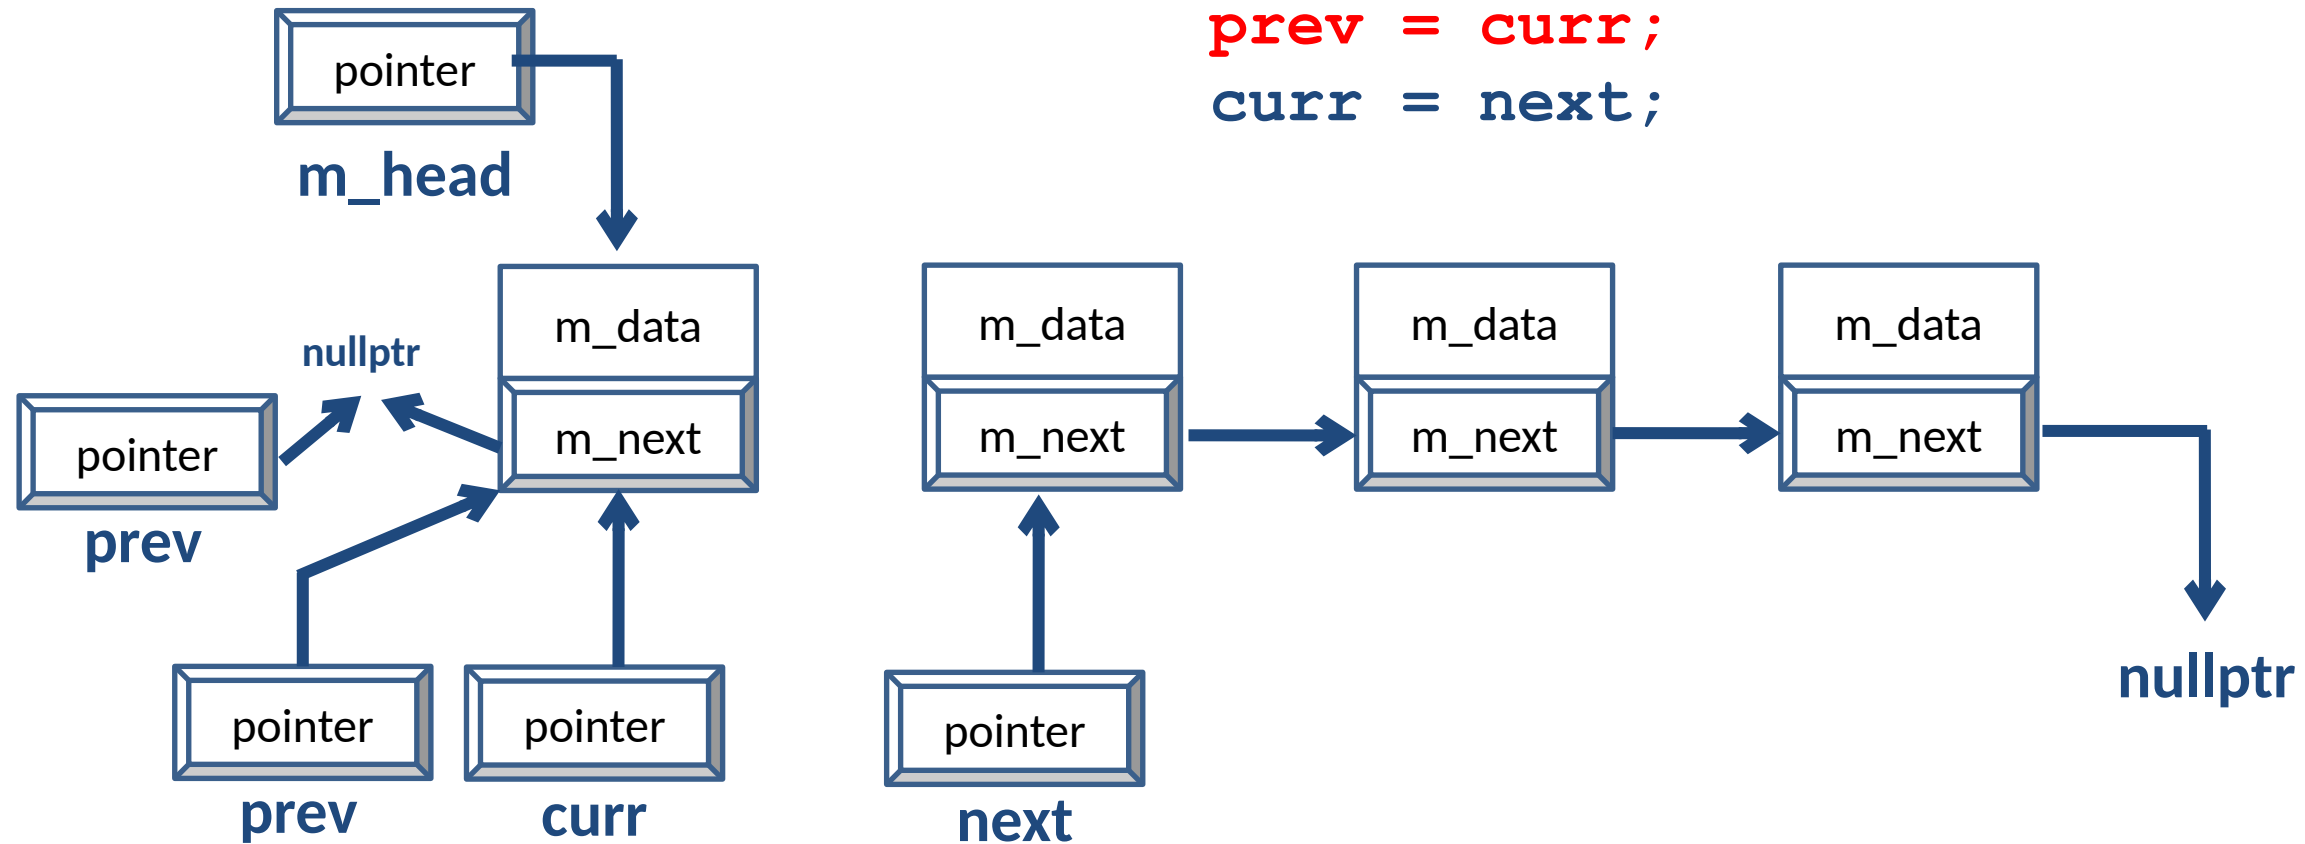 prev = curr;
curr = next;
pointer
m_head
m_data
m_data
m_data
m_data
nullptr
m_next
m_next
m_next
m_next
pointer
prev
nullptr
pointer
pointer
pointer
prev
curr
next